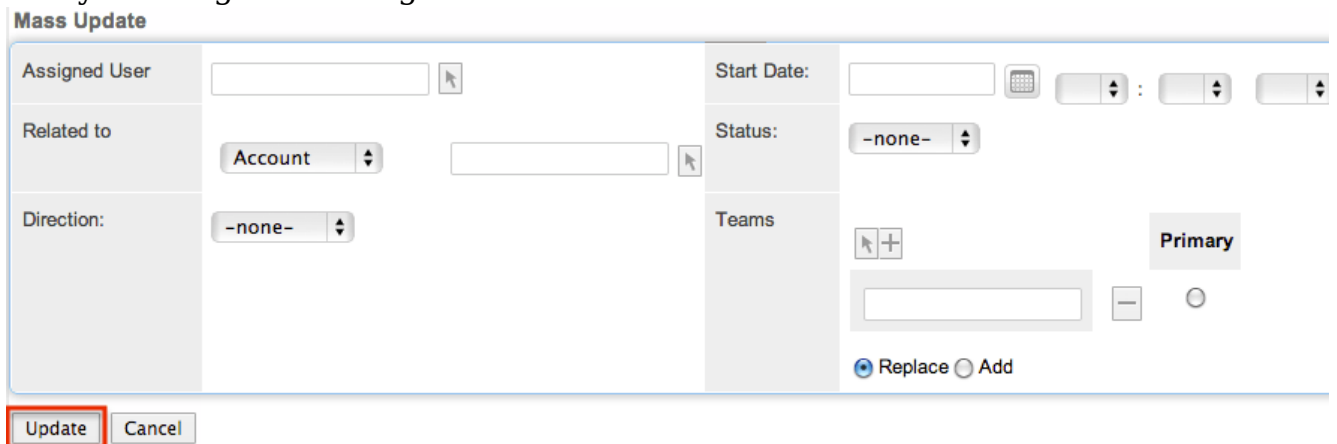 Mass Update
Assigned User
Start Date:
:
Related to
Account
Status:
-none-
Direction:
-none-
Teams
Primary
Replace Add
Update Cancel